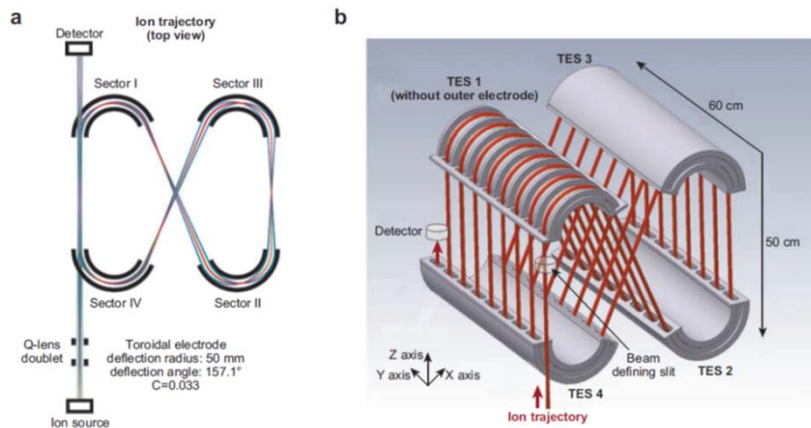 a
Ion trajectory
(top view)
Detector
Sector I
Sector III
Sector IV
Sector II
Q-lens
doublet
Toroidal electrode
deflection radius: 50 mm
deflection angle: 157.1°
C=0.033
Ion source
b
TES 3
TES 1
(without outer electrode)
60 cm
Detector
50 cm
Z axis
Y axis
X axis
Beam
defining slit
TES 2
TES 4
Ion trajectory